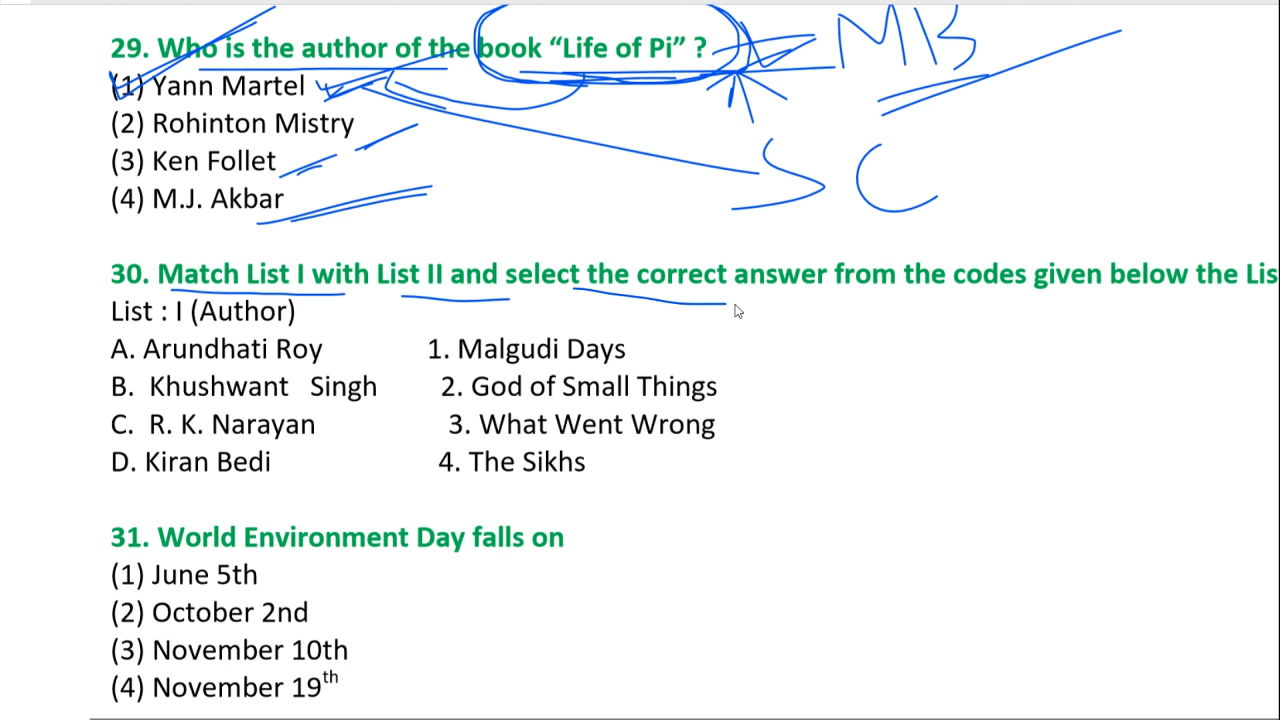 29. Who is the author of the book “Life of Pi” ?
MB
(1) Yann Martel
(2) Rohinton Mistry
(3) Ken Follet
SC
(4) M.J. Akbar
30. Match List I with List II and select the correct answer from the codes given below the Lis
List : I (Author)
A. Arundhati Roy 1. Malgudi Days
B. Khushwant Singh 2. God of Small Things
C. R. K. Narayan 3. What Went Wrong
D. Kiran Bedi 4. The Sikhs
31. World Environment Day falls on
(1) June 5th
(2) October 2nd
(3) November 10th
(4) November 19th